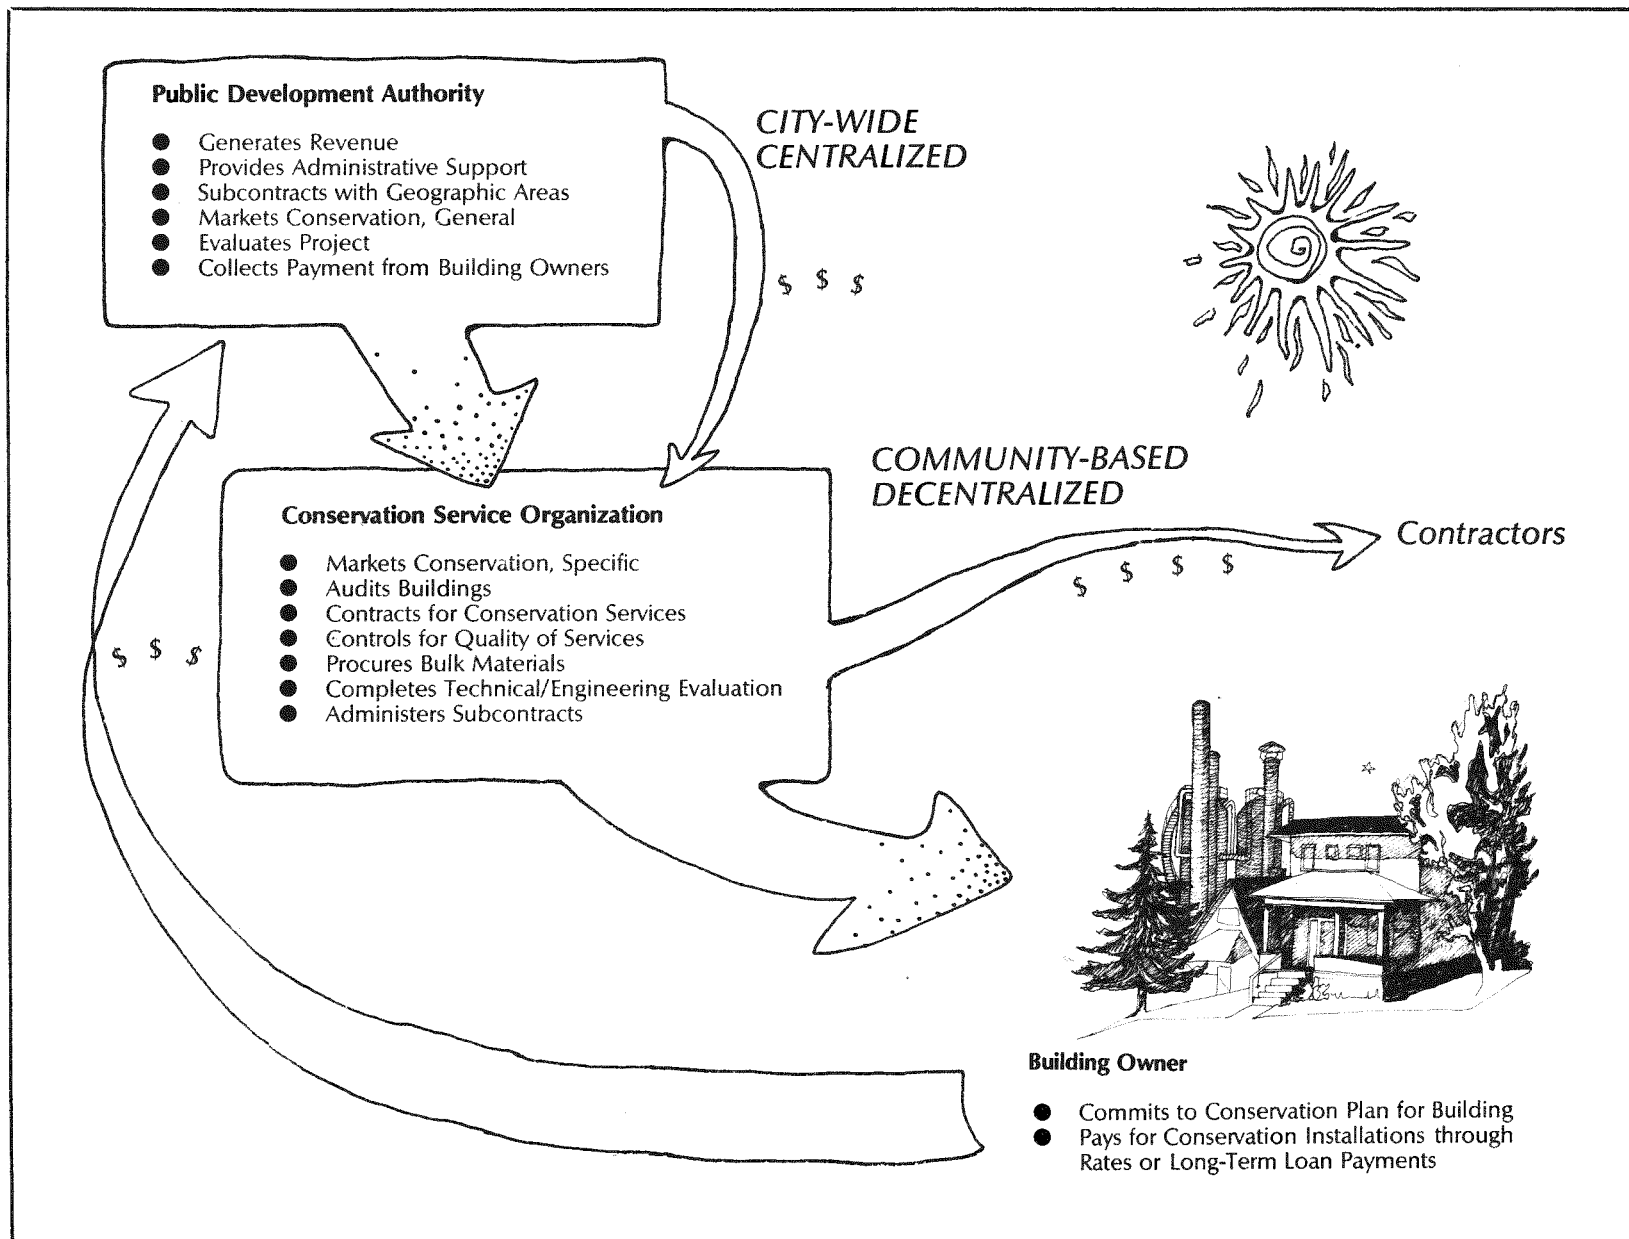 Public Development Authority
● Generates Revenue
● Provides Administrative Support
● Subcontracts with Geographic Areas
● Markets Conservation, General
● Evaluates Project
● Collects Payment from Building Owners
CITY-WIDE
CENTRALIZED
$ $ $
COMMUNITY-BASED
DECENTRALIZED
Contractors
$ $ $ $
Conservation Service Organization
● Markets Conservation, Specific
● Audits Buildings
● Contracts for Conservation Services
● Controls for Quality of Services
● Procures Bulk Materials
● Completes Technical/Engineering Evaluation
● Administers Subcontracts
$ $ $
Building Owner
● Commits to Conservation Plan for Building
● Pays for Conservation Installations through
Rates or Long-Term Loan Payments